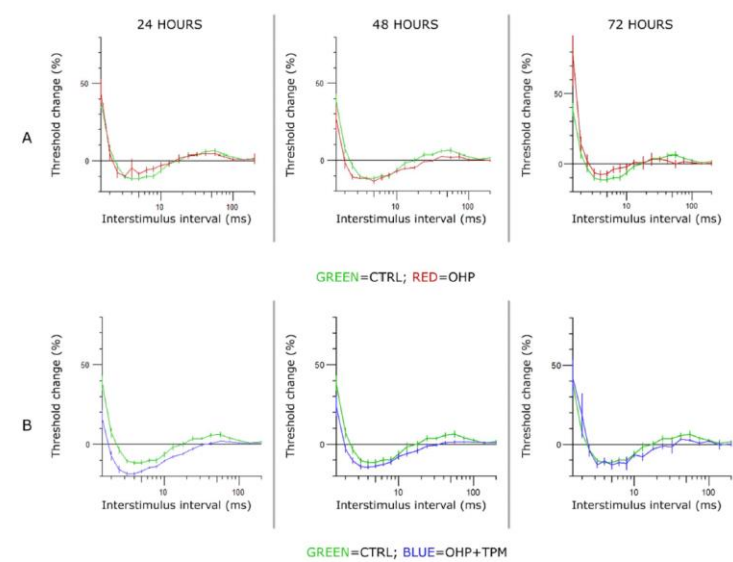 24 HOURS
48 HOURS
72 HOURS
A
Threshold change (%)
50
0
10
100
Interstimulus interval (ms)
Threshold change (%)
50
0
10
100
Interstimulus interval (ms)
Threshold change (%)
50
0
10
100
Interstimulus interval (ms)
GREEN=CTRL; RED=OHP
B
Threshold change (%)
50
0
10
100
Interstimulus interval (ms)
Threshold change (%)
50
0
10
100
Interstimulus interval (ms)
Threshold change (%)
50
0
10
100
Interstimulus interval (ms)
GREEN=CTRL; BLUE=OHP+TPM